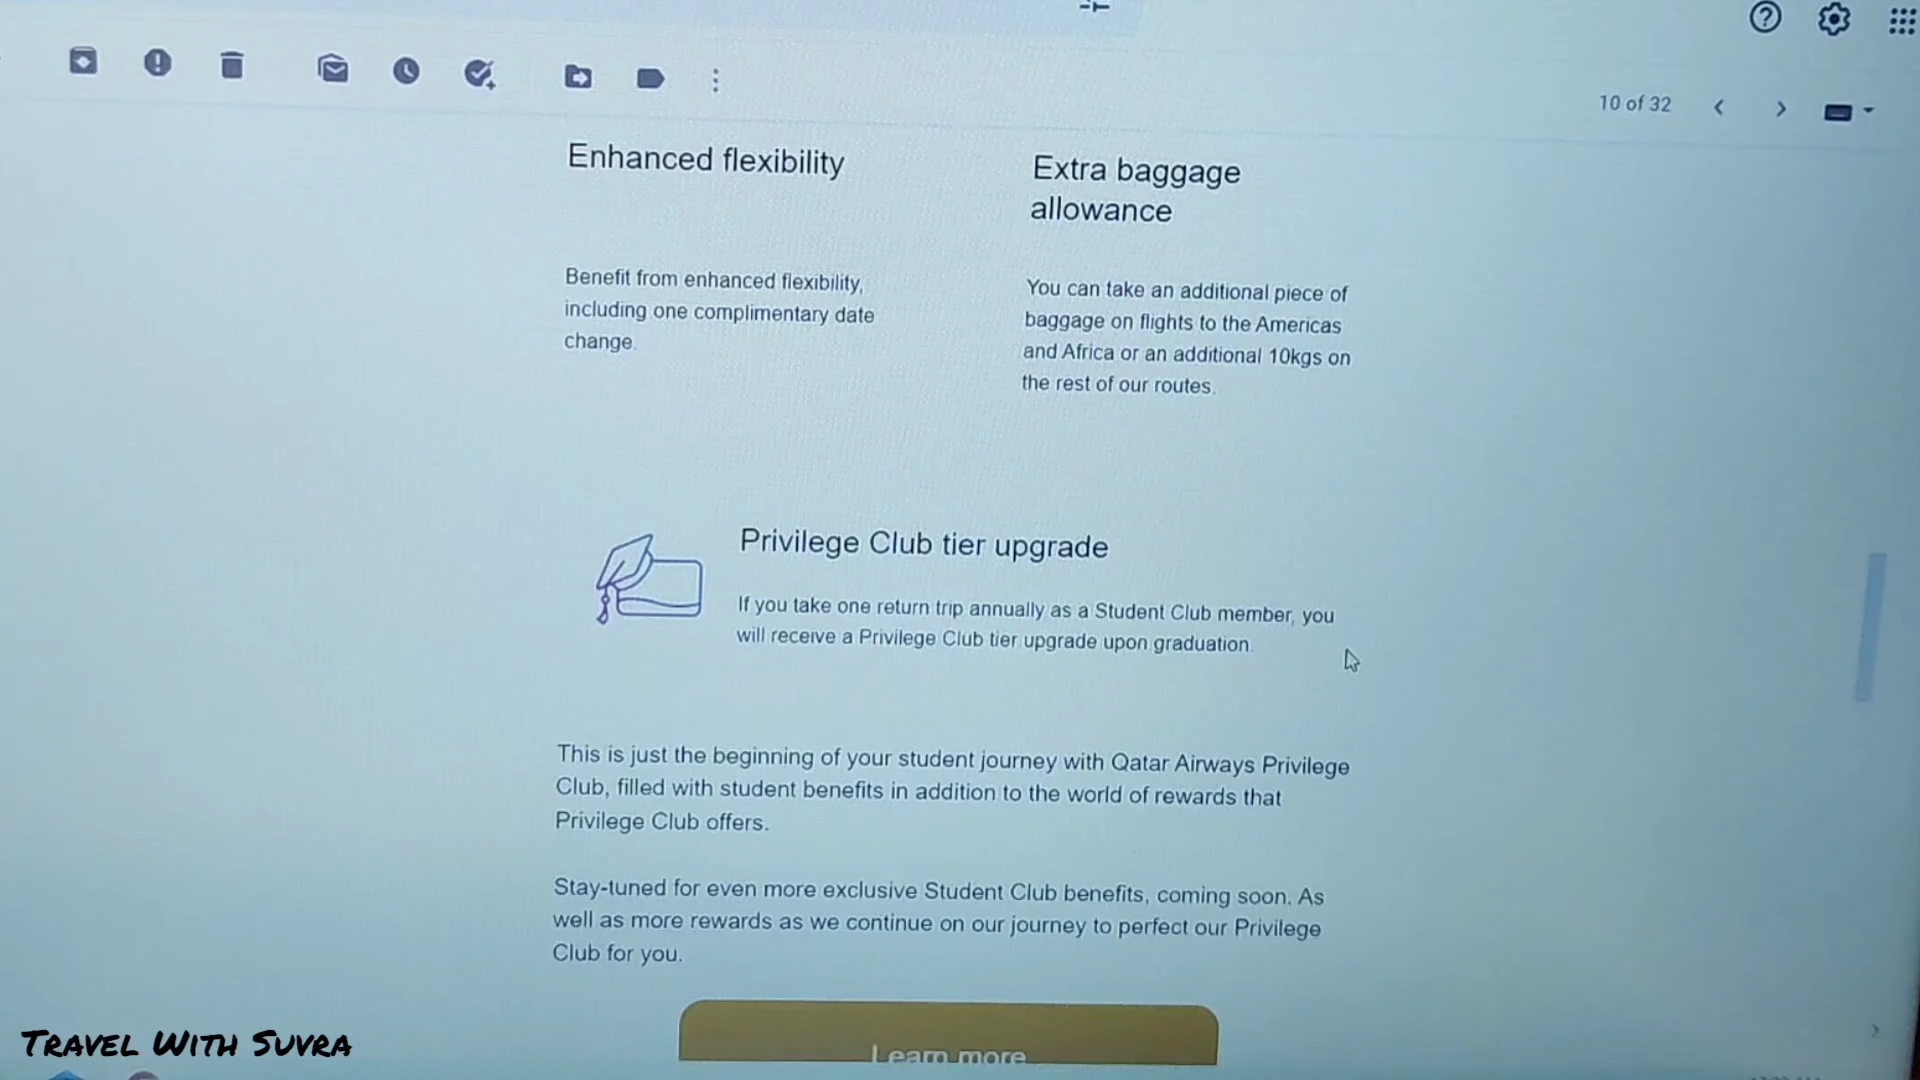 10 of 32
Enhanced flexibility
Extra baggage
allowance
Benefit from enhanced flexibility,
including one complimentary date
change.
You can take an additional piece of
baggage on flights to the Americas
and Africa or an additional 10kgs on
the rest of our routes.
Privilege Club tier upgrade
If you take one return trip annually as a Student Club member, you
will receive a Privilege Club tier upgrade upon graduation.
This is just the beginning of your student journey with Qatar Airways Privilege
Club, filled with student benefits in addition to the world of rewards that
Privilege Club offers.
Stay-tuned for even more exclusive Student Club benefits, coming soon. As
well as more rewards as we continue on our journey to perfect our Privilege
Club for you.
Learn more
Travel With Suvra